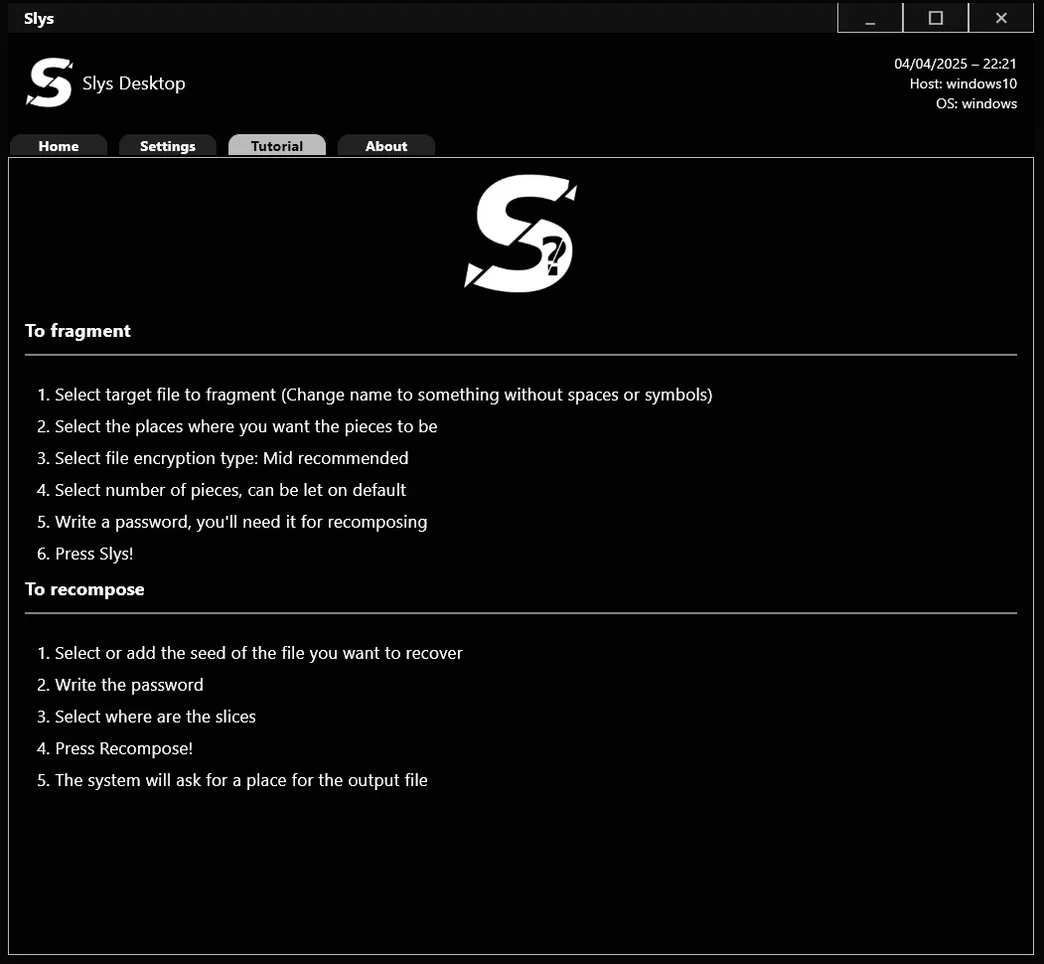 Slys
Slys Desktop
04/04/2025 – 22:21
Host: windows10
OS: windows
Home
Settings
Tutorial
About
To fragment
1. Select target file to fragment (Change name to something without spaces or symbols)
2. Select the places where you want the pieces to be
3. Select file encryption type: Mid recommended
4. Select number of pieces, can be let on default
5. Write a password, you'll need it for recomposing
6. Press Slys!
To recompose
1. Select or add the seed of the file you want to recover
2. Write the password
3. Select where are the slices
4. Press Recompose!
5. The system will ask for a place for the output file